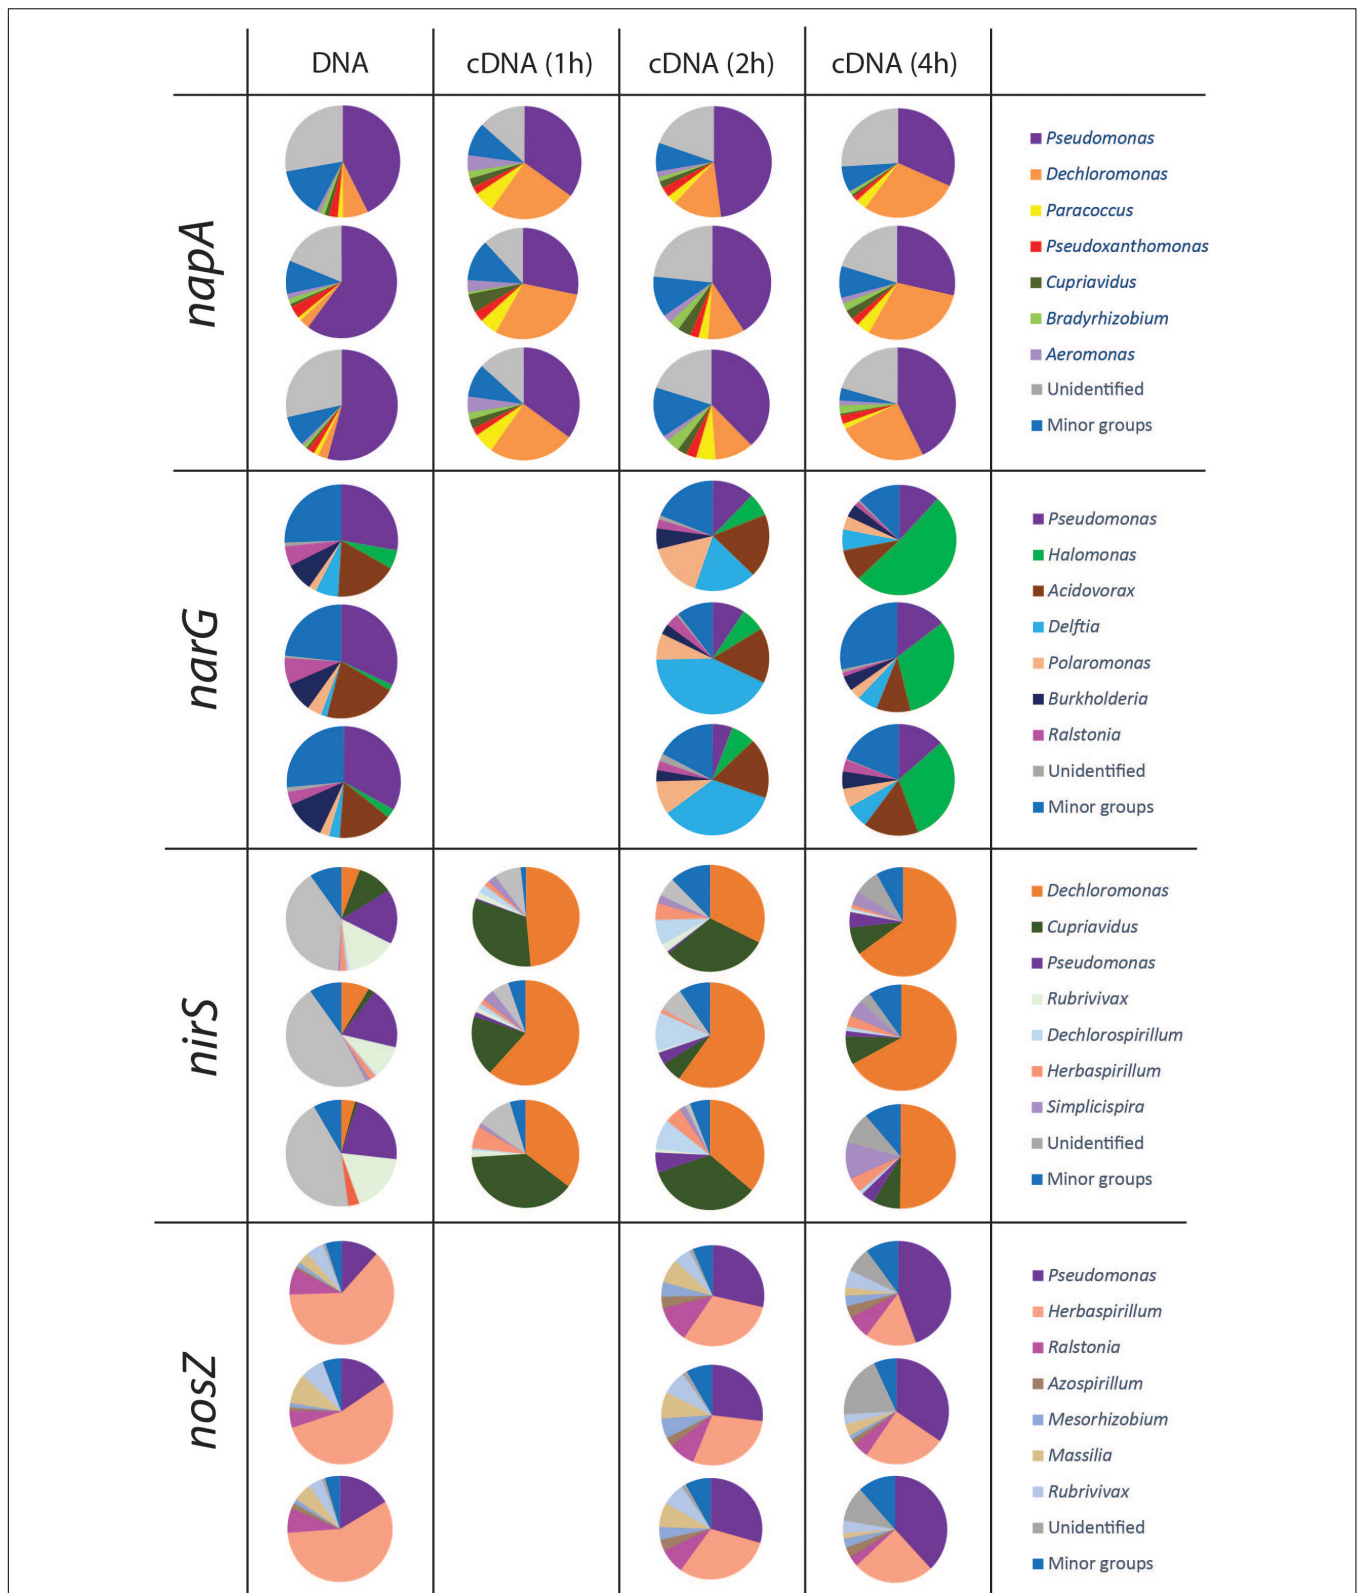 DNA cDNA (1h) cDNA (2h) cDNA (4h)
napA
Pseudomonas
Dechloromonas
Paracoccus
Pseudoxanthomonas
Cupriavidus
Bradyrhizobium
Aeromonas
Unidentified
Minor groups
narG
Pseudomonas
Halomonas
Acidovorax
Delftia
Polaromonas
Burkholderia
Ralstonia
Unidentified
Minor groups
nirS
Dechloromonas
Cupriavidus
Pseudomonas
Rubrivivax
Dechlorospirillum
Herbaspirillum
Simplicispira
Unidentified
Minor groups
nosZ
Pseudomonas
Herbaspirillum
Ralstonia
Azospirillum
Mesorhizobium
Massilia
Rubrivivax
Unidentified
Minor groups